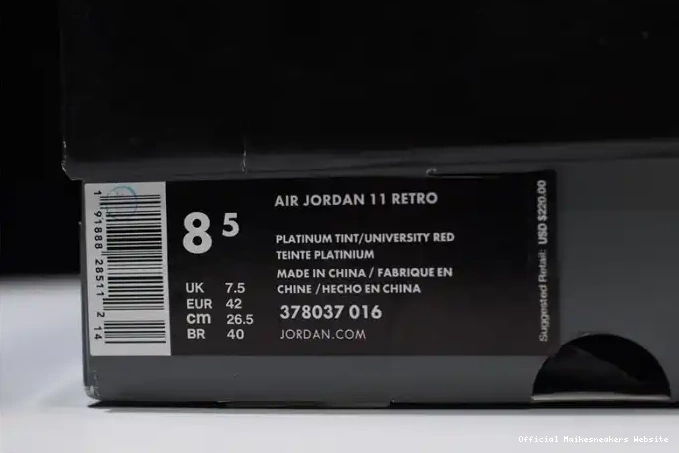 AIR JORDAN 11 RETRO
8 5
PLATINUM TINT/UNIVERSITY RED
TEINTE PLATINIUM
MADE IN CHINA / FABRIQUE EN
CHINE /HECHO EN CHINA
UK 7.5
EUR 42
cm 26.5
BR 40
378037 016
JORDAN.COM
1 91888 28511 2 14
Suggested Retail: USD $220.00
Official Maikesneakers Website